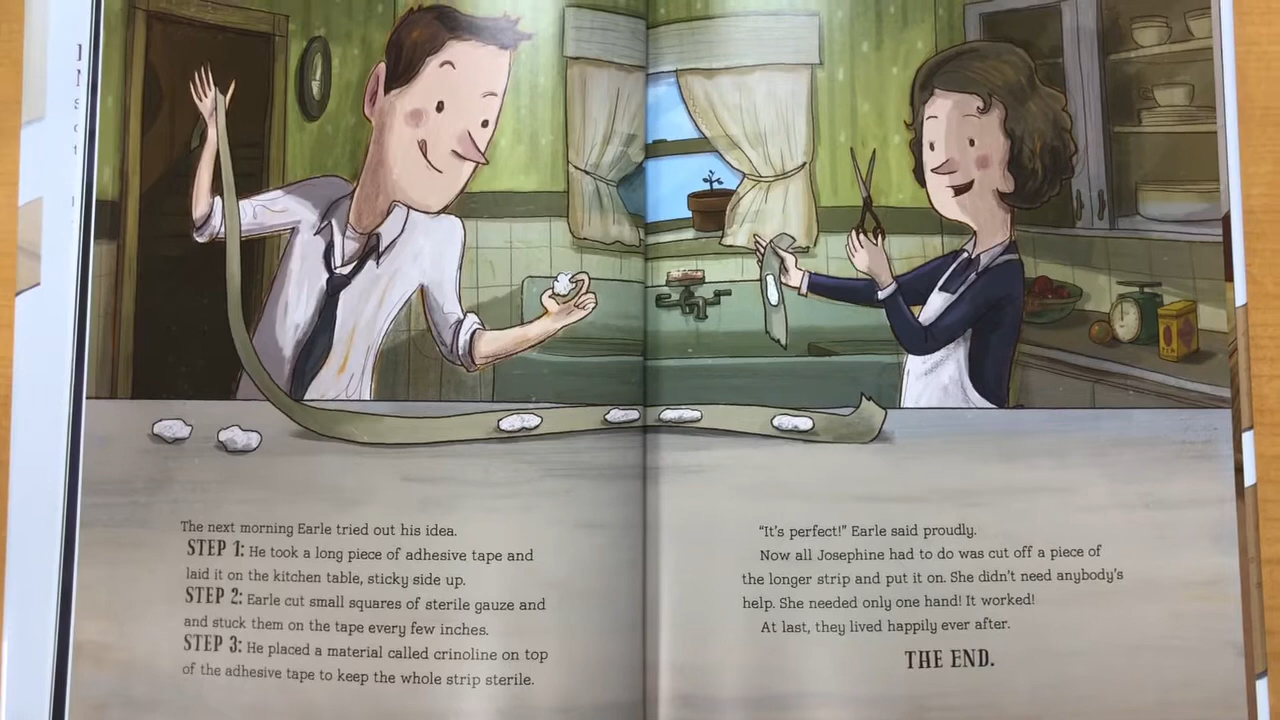 The next morning Earle tried out his idea.
STEP 1: He took a long piece of adhesive tape and
laid it on the kitchen table, sticky side up.
STEP 2: Earle cut small squares of sterile gauze and
and stuck them on the tape every few inches.
STEP 3: He placed a material called crinoline on top
of the adhesive tape to keep the whole strip sterile.
"It's perfect!" Earle said proudly.
Now all Josephine had to do was cut off a piece of
the longer strip and put it on. She didn't need anybody's
help. She needed only one hand! It worked!
At last, they lived happily ever after.
THE END.